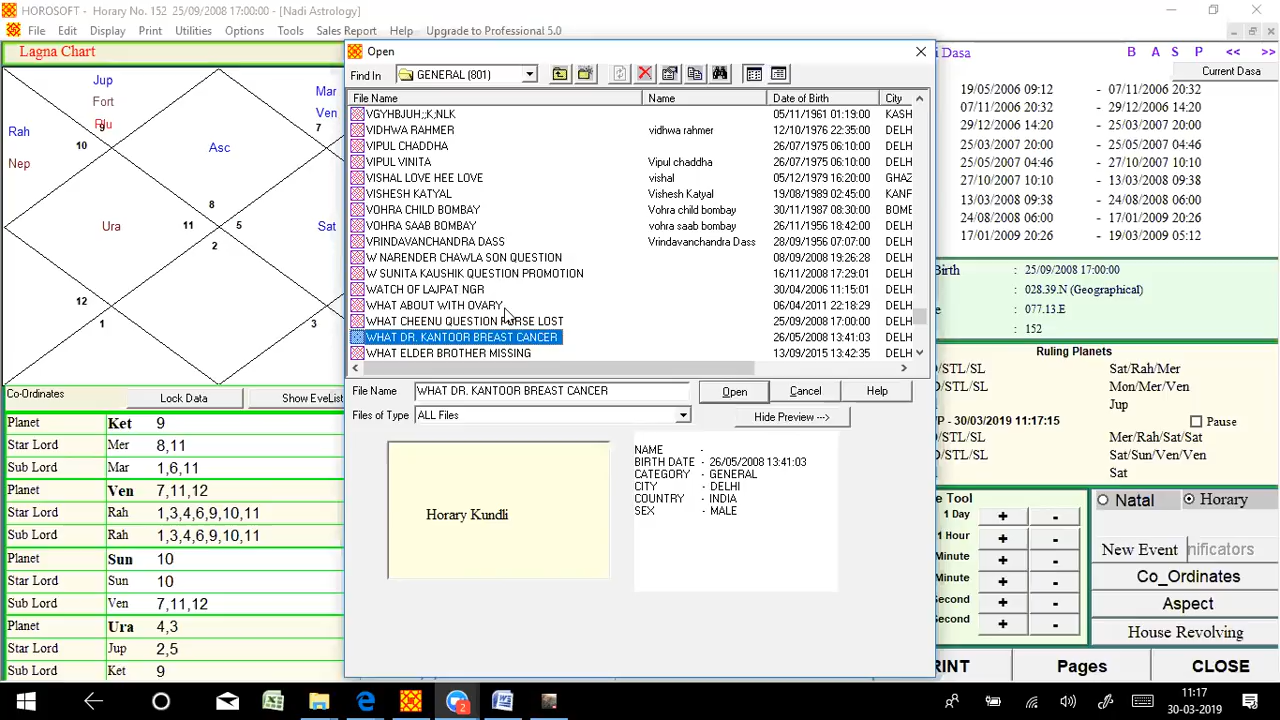 HOROSOFT - Horary No. 152 25/09/2008 17:00:00 - [Nadi Astrology]
File Edit Display Print Utilities Options Tools Sales Report Help Upgrade to Professional 5.0
Lagna Chart
Jup
Fort
Plu
9
10
Rah
Nep
Asc
Mar
Ven
7
8
11
5
2
Ura
Sat
12
1
3
Co-Ordinates
Lock Data
Show EveList
Planet Ket 9
Star Lord Mer 8,11
Sub Lord Mar 1,6,11
Planet Ven 7,11,12
Star Lord Rah 1,3,4,6,9,10,11
Sub Lord Rah 1,3,4,6,9,10,11
Planet Sun 10
Star Lord Sun 10
Sub Lord Ven 7,11,12
Planet Ura 4,3
Star Lord Jup 2,5
Sub Lord Ket 9
Open
Find In GENERAL (801)
File Name Name Date of Birth City
VGYHBJUH;;K;NLK 05/11/1961 01:19:00 KASH
VIDHWA RAHMER vidhwa rahmer 12/10/1976 22:35:00 DELH
VIPUL CHADDHA 26/07/1975 06:10:00 DELH
VIPUL VINITA Vipul chaddha 26/07/1975 06:10:00 DELH
VISHAL LOVE HEE LOVE vishal 05/12/1979 16:20:00 GHAZ
VISHESH KATYAL Vishesh Katyal 19/08/1989 02:45:00 KANF
VOHRA CHILD BOMBAY Vohra child bombay 30/11/1987 08:30:00 BOME
VOHRA SAAB BOMBAY vohra saab bombay 26/11/1956 18:42:00 DELH
VRINDAVANCHANDRA DASS Vrindavanchandra Dass 28/09/1956 07:07:00 DELH
W NARENDER CHAWLA SON QUESTION 08/09/2008 19:26:28 DELH
W SUNITA KAUSHIK QUESTION PROMOTION 16/11/2008 17:29:01 DELH
WATCH OF LAJPAT NGR 30/04/2006 11:15:01 DELH
WHAT ABOUT WITH OVARY 06/04/2011 22:18:29 DELH
WHAT CHEENU QUESTION PURSE LOST 25/09/2008 17:00:00 DELH
WHAT DR. KANTOOR BREAST CANCER 26/05/2008 13:41:03 DELH
WHAT ELDER BROTHER MISSING 13/09/2015 13:42:35 DELH
File Name WHAT DR. KANTOOR BREAST CANCER Open Cancel Help
Files of Type ALL Files Hide Preview --->
Horary Kundli
NAME -
BIRTH DATE - 26/05/2008 13:41:03
CATEGORY - GENERAL
CITY - DELHI
COUNTRY - INDIA
SEX - MALE
i Dasa B A S P << >>
Current Dasa
19/05/2006 09:12 - 07/11/2006 20:32
07/11/2006 20:32 - 29/12/2006 14:20
29/12/2006 14:20 - 25/03/2007 20:00
25/03/2007 20:00 - 25/05/2007 04:46
25/05/2007 04:46 - 27/10/2007 10:10
27/10/2007 10:10 - 13/03/2008 09:38
13/03/2008 09:38 - 24/08/2008 06:00
24/08/2008 06:00 - 17/01/2009 20:26
17/01/2009 20:26 - 19/03/2009 05:12
Birth : 25/09/2008 17:00:00
: 028.39.N (Geographical)
e : 077.13.E
: 152
Ruling Planets
D/STL/SL Sat/Rah/Mer
D/STL/SL Mon/Mer/Ven
Jup
P - 30/03/2019 11:17:15 Pause
D/STL/SL Mer/Rah/Sat/Sat
D/STL/SL Sat/Sun/Ven/Ven
Sat
e Tool
1 Day + -
1 Hour + -
Minute + -
Minute + -
Second + -
Second + -
Natal Horary
New Event nificators
Co_Ordinates
Aspect
House Revolving
RINT Pages CLOSE
2
11:17
30-03-2019